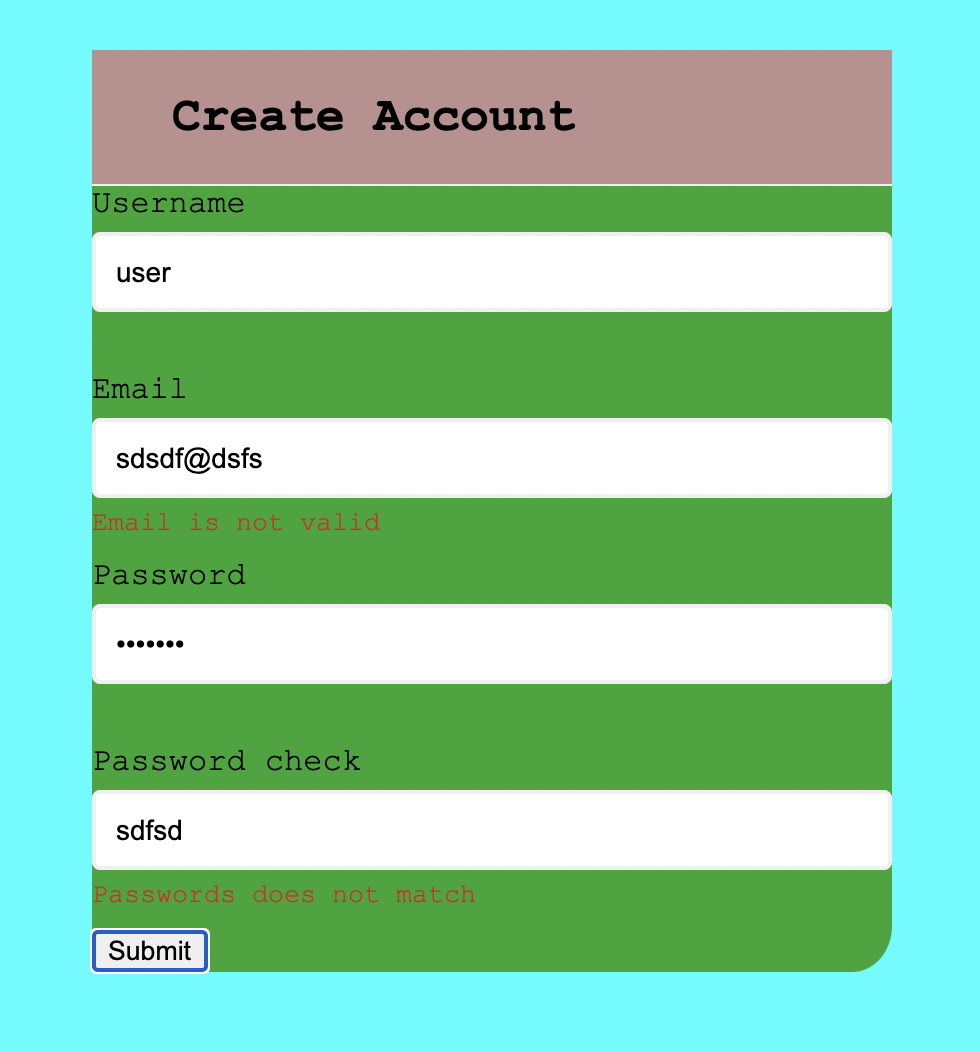 Create Account
Username
user
Email
sdsdf@dsfs
Email is not valid
Password
•••••••
Password check
sdfsd
Passwords does not match
Submit